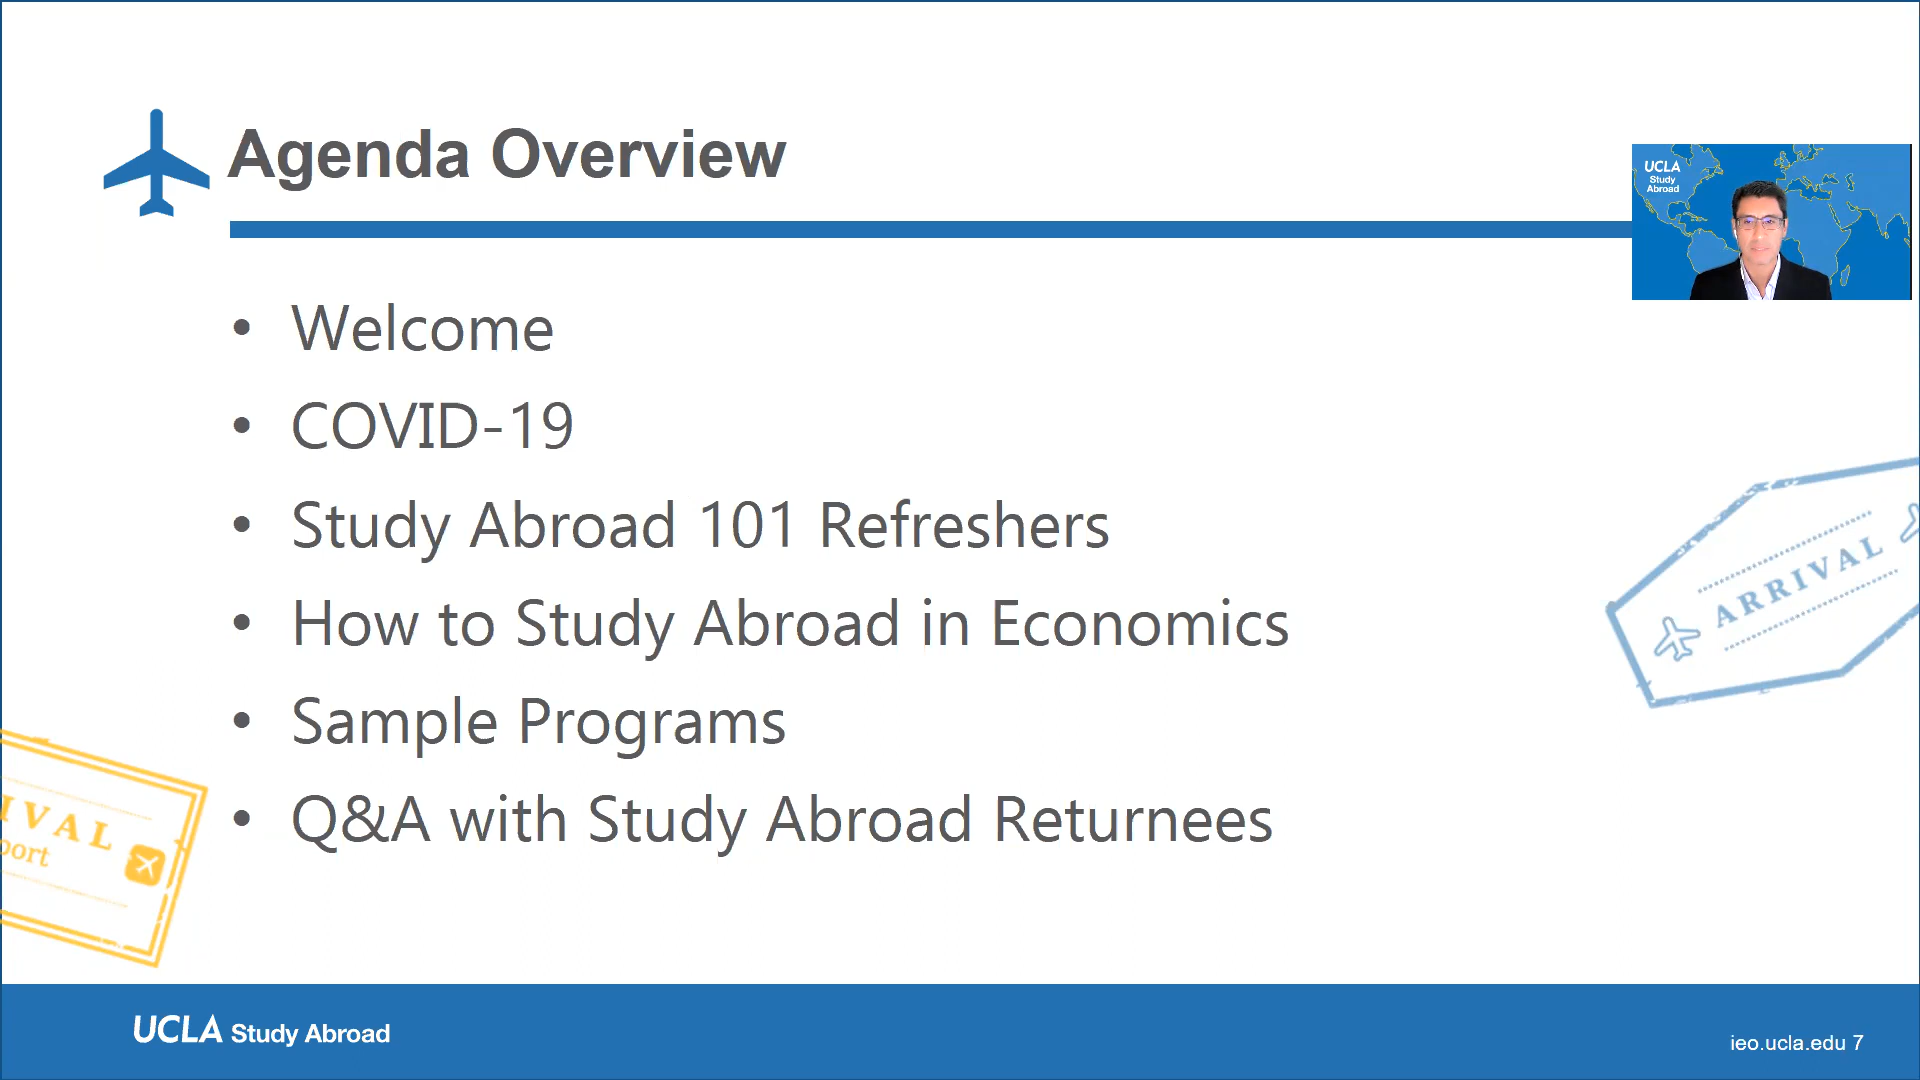 Agenda Overview
UCLA
Study
Abroad
• Welcome
• COVID-19
• Study Abroad 101 Refreshers
• How to Study Abroad in Economics
• Sample Programs
• Q&A with Study Abroad Returnees
ARRIVAL
IVAL
port
UCLA Study Abroad
ieo.ucla.edu 7